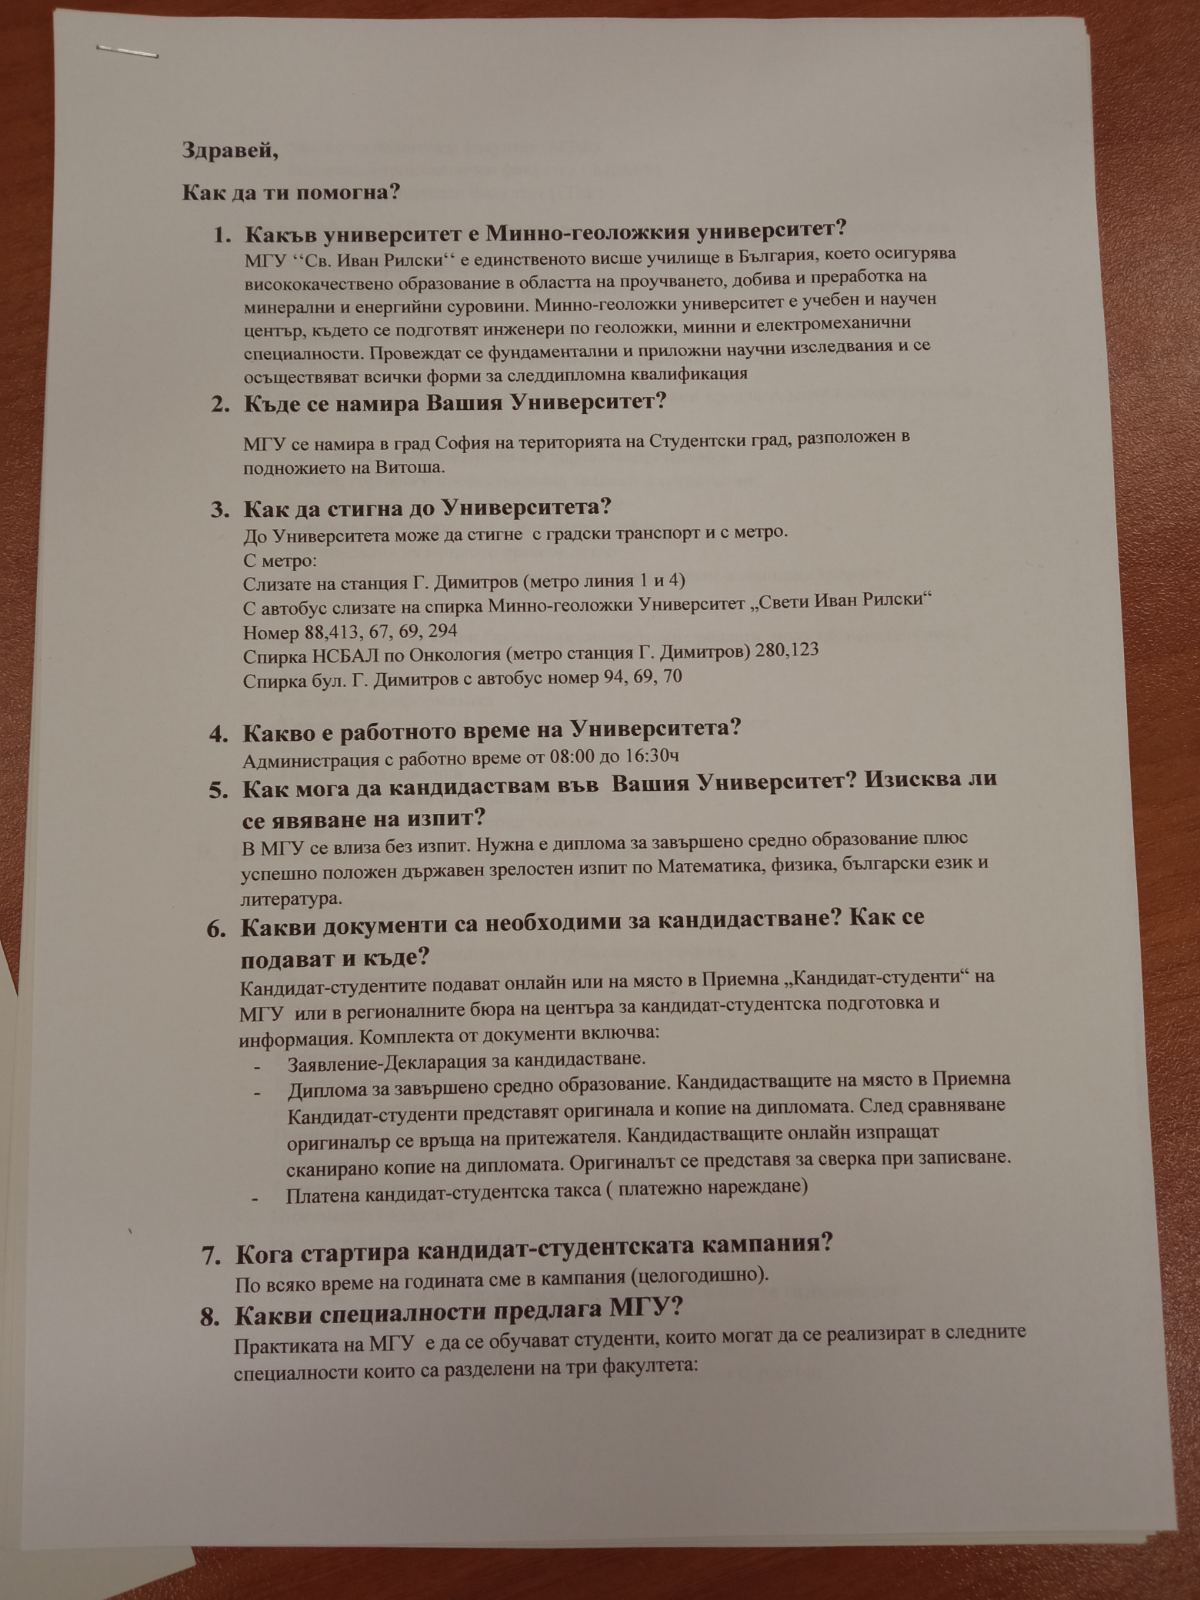 Здравей,
Как да ти помогна?
1. Какъв университет е Минно-геоложкия университет?
МГУ “Св. Иван Рилски“ е единственото висше училище в България, което осигурява
висококачествено образование в областта на проучването, добива и преработка на
минерални и енергийни суровини. Минно-геоложки университет е учебен и научен
център, където се подготвят инженери по геоложки, минни и електромеханични
специалности. Провеждат се фундаментални и приложни научни изследвания и се
осъществяват всички форми за следдипломна квалификация
2. Къде се намира Вашия Университет?
МГУ се намира в град София на територията на Студентски град, разположен в
подножието на Витоша.
3. Как да стигна до Университета?
До Университета може да стигне с градски транспорт и с метро.
С метро:
Слизате на станция Г. Димитров (метро линия 1 и 4)
С автобус слизате на спирка Минно-геоложки Университет „Свети Иван Рилски“
Номер 88,413, 67, 69, 294
Спирка НСБАЛ по Онкология (метро станция Г. Димитров) 280,123
Спирка бул. Г. Димитров с автобус номер 94, 69, 70
4. Какво е работното време на Университета?
Администрация с работно време от 08:00 до 16:30ч
5. Как мога да кандидаствам във Вашия Университет? Изисква ли
се явяване на изпит?
В МГУ се влиза без изпит. Нужна е диплома за завършено средно образование плюс
успешно положен държавен зрелостен изпит по Математика, физика, български език и
литература.
6. Какви документи са необходими за кандидастване? Как се
подават и къде?
Кандидат-студентите подават онлайн или на място в Приемна „Кандидат-студенти“ на
МГУ или в регионалните бюра на центъра за кандидат-студентска подготовка и
информация. Комплекта от документи включва:
- Заявление-Декларация за кандидастване.
- Диплома за завършено средно образование. Кандидастващите на място в Приемна
Кандидат-студенти представят оригинала и копие на дипломата. След сравняване
оригиналър се връща на притежателя. Кандидастващите онлайн изпращат
сканирано копие на дипломата. Оригиналът се представя за сверка при записване.
- Платена кандидат-студентска такса ( платежно нареждане)
7. Кога стартира кандидат-студентската кампания?
По всяко време на годината сме в кампания (целогодишно).
8. Какви специалности предлага МГУ?
Практиката на МГУ е да се обучават студенти, които могат да се реализират в следните
специалности които са разделени на три факултета: